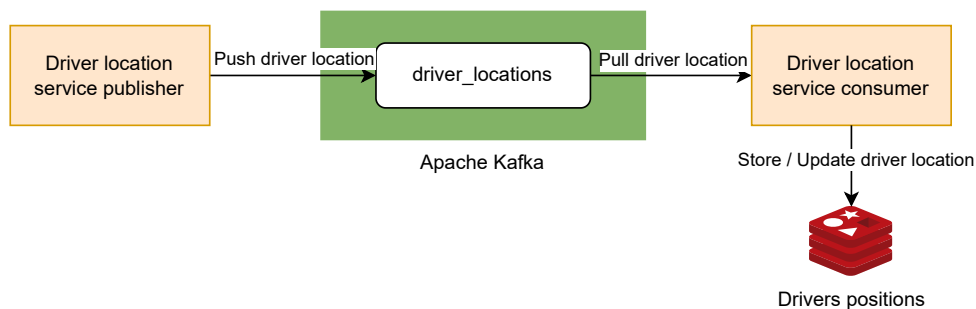 Driver location
service publisher
Push driver location
driver_locations
Apache Kafka
Pull driver location
Driver location
service consumer
Store / Update driver location
Drivers positions